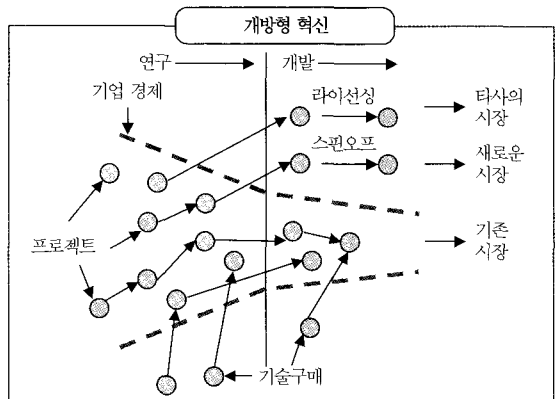 개방형 혁신
연구
개발
기업 경제
라이선싱
타사의
시장
스핀오프
새로운
시장
프로젝트
기존
시장
기술구매